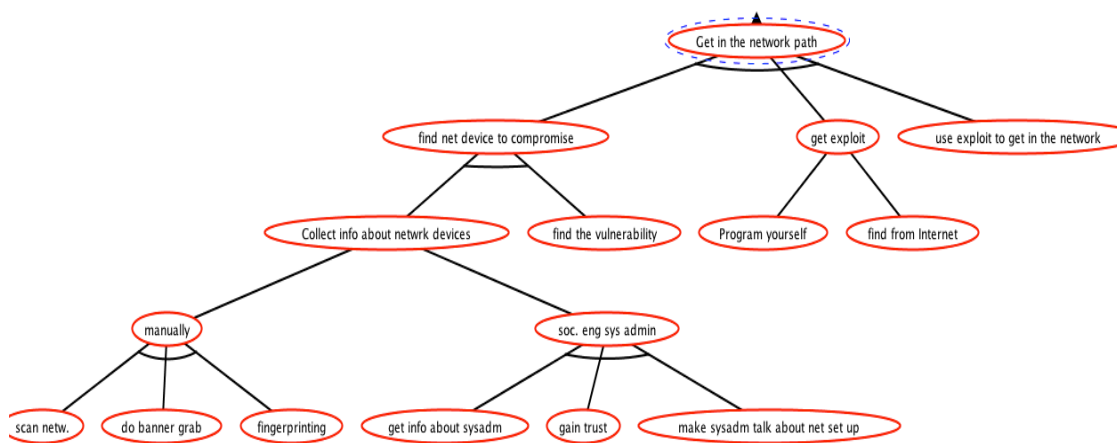 Get in the network path
find net device to compromise
get exploit
use exploit to get in the network
Collect info about netwrk devices
find the vulnerability
Program yourself
find from Internet
manually
soc. eng sys admin
scan netw.
do banner grab
fingerprinting
get info about sysadm
gain trust
make sysadm talk about net set up